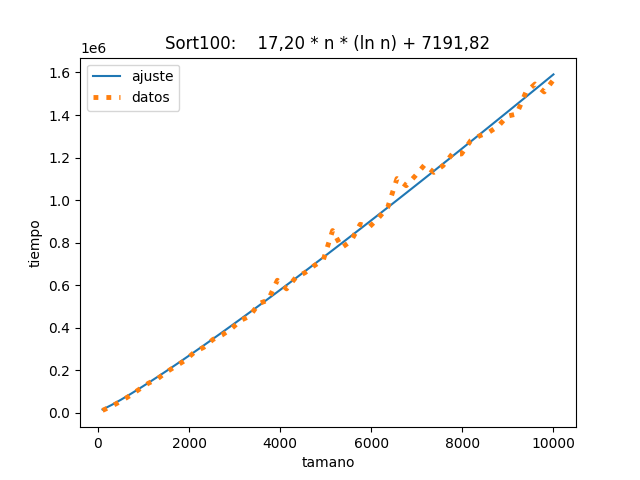 Sort100: 17,20 * n * (ln n) + 7191,82
1e6
ajuste
datos
1.6
1.4
1.2
1.0
0.8
0.6
0.4
0.2
0.0
tiempo
0 2000 4000 6000 8000 10000
tamano